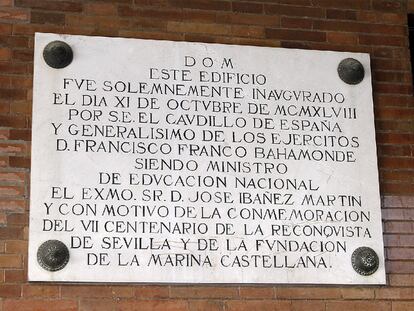 D O M
ESTE EDIFICIO
FVE SOLEMNEMENTE INAVGVRADO
EL DIA XI DE OCTVBRE DE MCMXLVIII
POR S.E. EL CAVDILLO DE ESPAÑA
Y GENERALISIMO DE LOS EJERCITOS
D. FRANCISCO FRANCO BAHAMONDE
SIENDO MINISTRO
DE EDVCACION NACIONAL
EL EXMO. SR. D. JOSE IBAÑEZ MARTIN
Y CON MOTIVO DE LA CONMEMORACION
DEL VII CENTENARIO DE LA RECONQVISTA
DE SEVILLA Y DE LA FVNDACION
DE LA MARINA CASTELLANA.